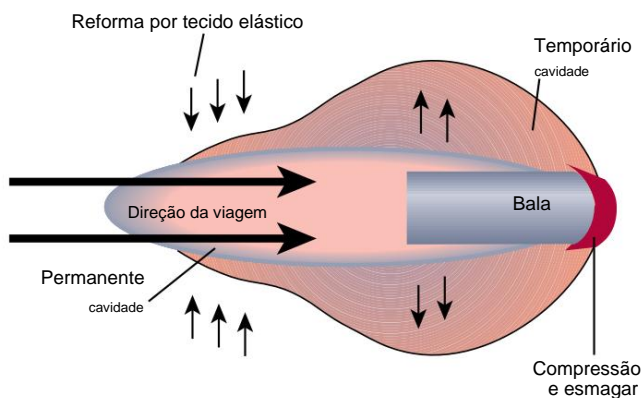 Reforma por tecido elástico
Temporário
cavidade
Direção da viagem
Bala
Permanente
cavidade
Compressão
e esmagar